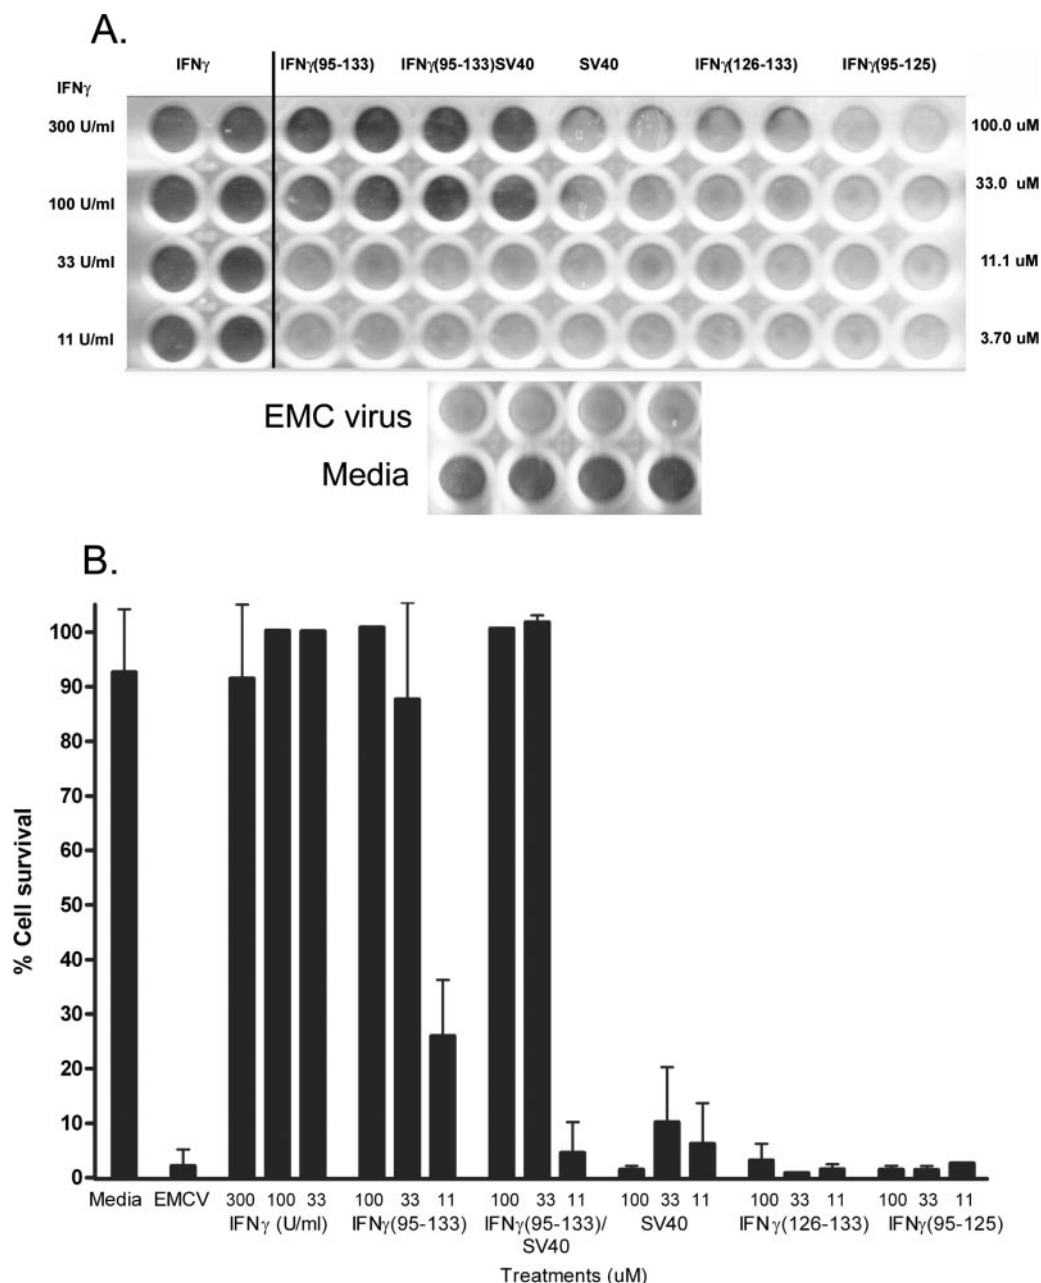 A.
IFNγ IFNγ(95-133) IFNγ(95-133)SV40 SV40 IFNγ(126-133) IFNγ(95-125)
IFNγ
300 U/ml 100.0 uM
100 U/ml 33.0 uM
33 U/ml 11.1 uM
11 U/ml 3.70 uM
EMC virus
Media
B.
% Cell survival
100
90
80
70
60
50
40
30
20
10
0
Media EMCV 300 100 33 100 33 11 100 33 11 100 33 11 100 33 11 100 33 11
IFNγ (U/ml) IFNγ(95-133) IFNγ(95-133)/ SV40 IFNγ(126-133) IFNγ(95-125)
SV40
Treatments (uM)